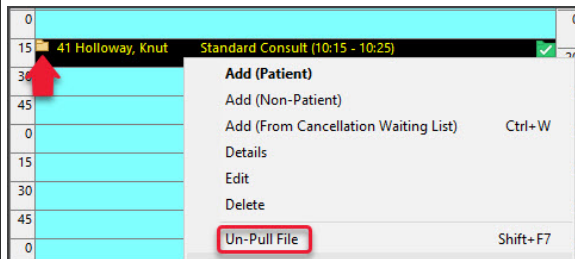 0
15 41 Holloway, Knut Standard Consult (10:15 - 10:25)
30
Add (Patient)
45
Add (Non-Patient)
0
Add (From Cancellation Waiting List) Ctrl+W
15
Details
30
Edit
45
Delete
0
Un-Pull File Shift+F7